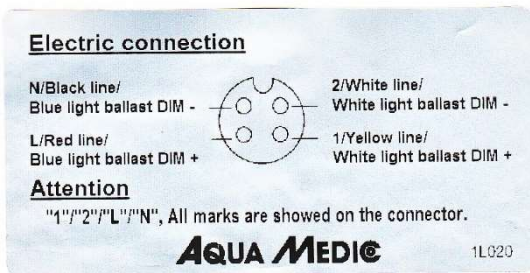 Electric connection
N/Black line/
Blue light ballast DIM -
2/White line/
White light ballast DIM -
L/Red line/
Blue light ballast DIM +
1/Yellow line/
White light ballast DIM +
Attention
"1"/"2"/"L"/"N", All marks are showed on the connector.
AQUA MEDIC
1L020